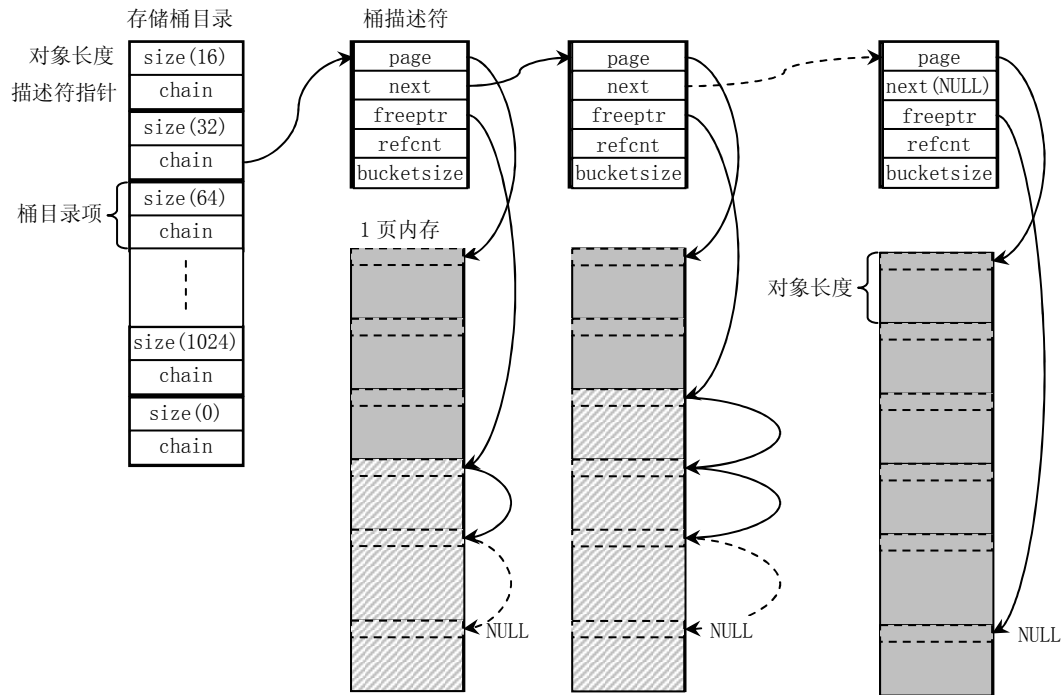 存储桶目录
桶描述符
对象长度
size(16)
描述符指针
chain
size(32)
chain
桶目录项
size(64)
chain
size(1024)
chain
size(0)
chain
page
next
freeptr
refcnt
bucketsize
page
next
freeptr
refcnt
bucketsize
page
next(NULL)
freeptr
refcnt
bucketsize
1 页内存
对象长度
NULL
NULL
NULL